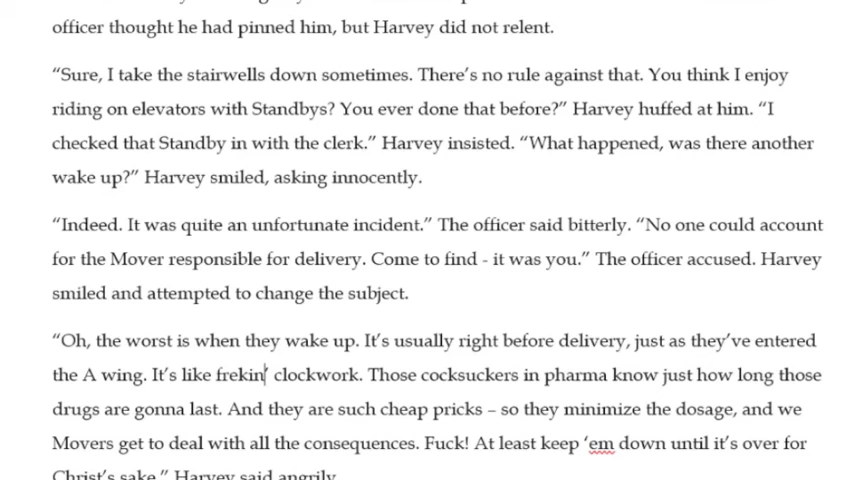 officer thought he had pinned him, but Harvey did not relent.
“Sure, I take the stairwells down sometimes. There’s no rule against that. You think I enjoy
riding on elevators with Standbys? You ever done that before?” Harvey huffed at him. “I
checked that Standby in with the clerk.” Harvey insisted. “What happened, was there another
wake up?” Harvey smiled, asking innocently.
“Indeed. It was quite an unfortunate incident.” The officer said bitterly. “No one could account
for the Mover responsible for delivery. Come to find - it was you.” The officer accused. Harvey
smiled and attempted to change the subject.
“Oh, the worst is when they wake up. It’s usually right before delivery, just as they’ve entered
the A wing. It’s like frekin’ clockwork. Those cocksuckers in pharma know just how long those
drugs are gonna last. And they are such cheap pricks – so they minimize the dosage, and we
Movers get to deal with all the consequences. Fuck! At least keep ‘em down until it’s over for
Christ’s sake.” Harvey said angrily.